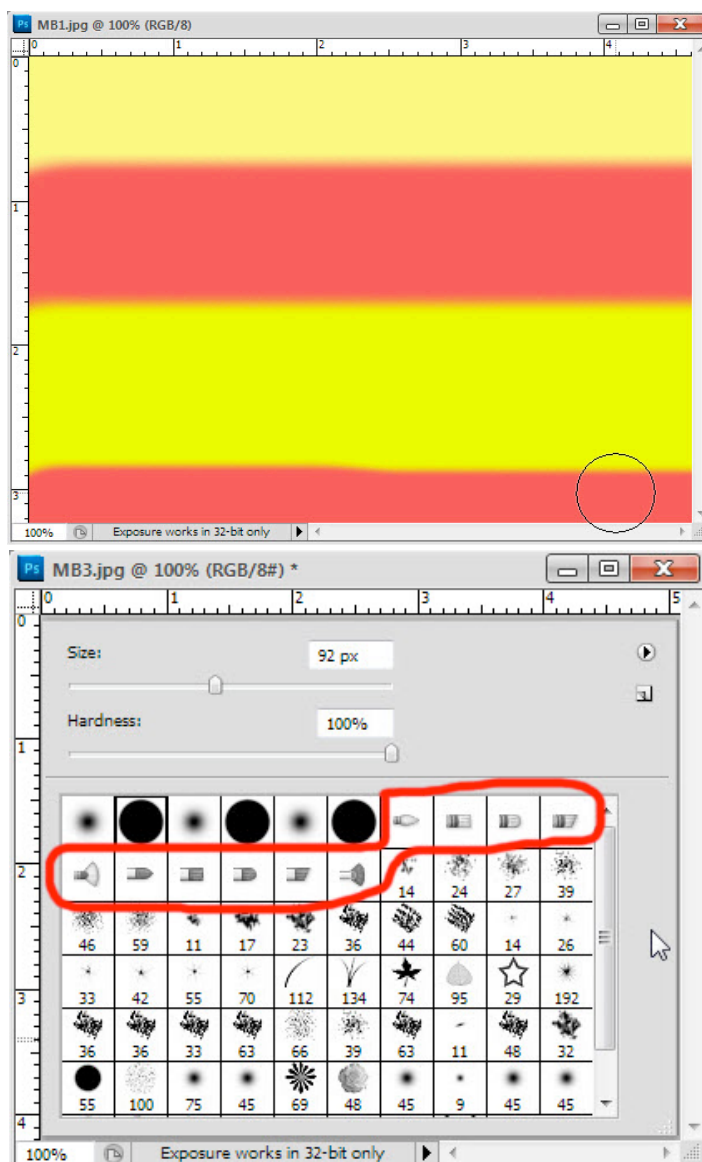 Ps MB1.jpg @ 100% (RGB/8)
0 1 2 3 4
0
1
2
3
100% Exposure works in 32-bit only
Ps MB3.jpg @ 100% (RGB/8#) *
0 1 2 3 4 5
0
Size: 92 px
Hardness: 100%
1
2
14 24 27 39
46 59 11 17 23 36 44 60 14 26
33 42 55 70 112 134 74 95 29 192
3
36 36 33 63 66 39 63 11 48 32
55 100 75 45 69 48 45 9 45 45
4
100% Exposure works in 32-bit only